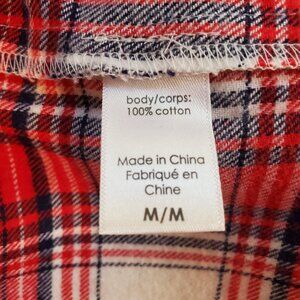 body/corps:
100% cotton
Made in China
Fabriqué en
Chine
M/M